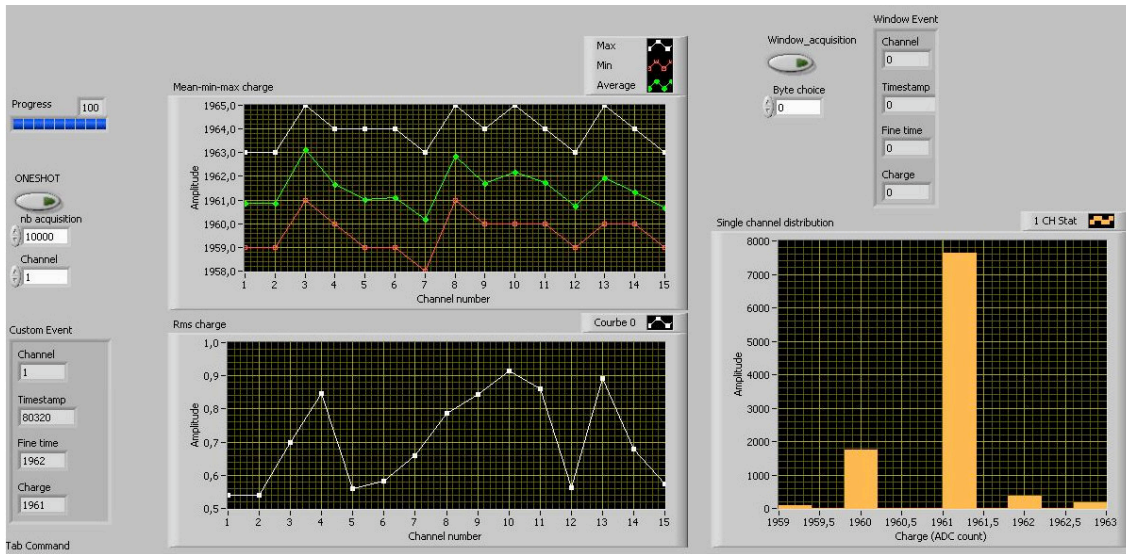 Progress
100
ONESHOT
nb acquisition
10000
Channel
1
Custom Event
Channel
1
Timestamp
80320
Fine time
1962
Charge
1961
Tab Command
Mean-min-max charge
Max
Min
Average
Amplitude
1965,0
1964,0
1963,0
1962,0
1961,0
1960,0
1959,0
1958,0
1 2 3 4 5 6 7 8 9 10 11 12 13 14 15
Channel number
Rms charge
Courbe 0
Amplitude
1,0
0,9
0,8
0,7
0,6
0,5
1 2 3 4 5 6 7 8 9 10 11 12 13 14 15
Channel number
Window_acquisition
Byte choice
0
Window Event
Channel
0
Timestamp
0
Fine time
0
Charge
0
Single channel distribution
1 CH Stat
Amplitude
8000
7000
6000
5000
4000
3000
2000
1000
0
1959 1959,5 1960 1960,5 1961 1961,5 1962 1962,5 1963
Charge (ADC count)